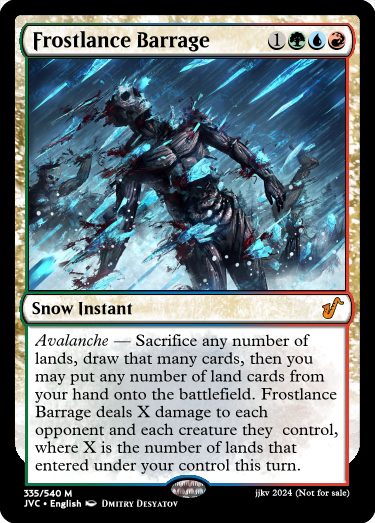 Frostlance Barrage 1
Snow Instant
Avalanche — Sacrifice any number of
lands, draw that many cards, then you
may put any number of land cards from
your hand onto the battlefield. Frostlance
Barrage deals X damage to each
opponent and each creature they control,
where X is the number of lands that
entered under your control this turn.
335/540 M
jjkv 2024 (Not for sale)
JVC • English Dmitry Desyatov